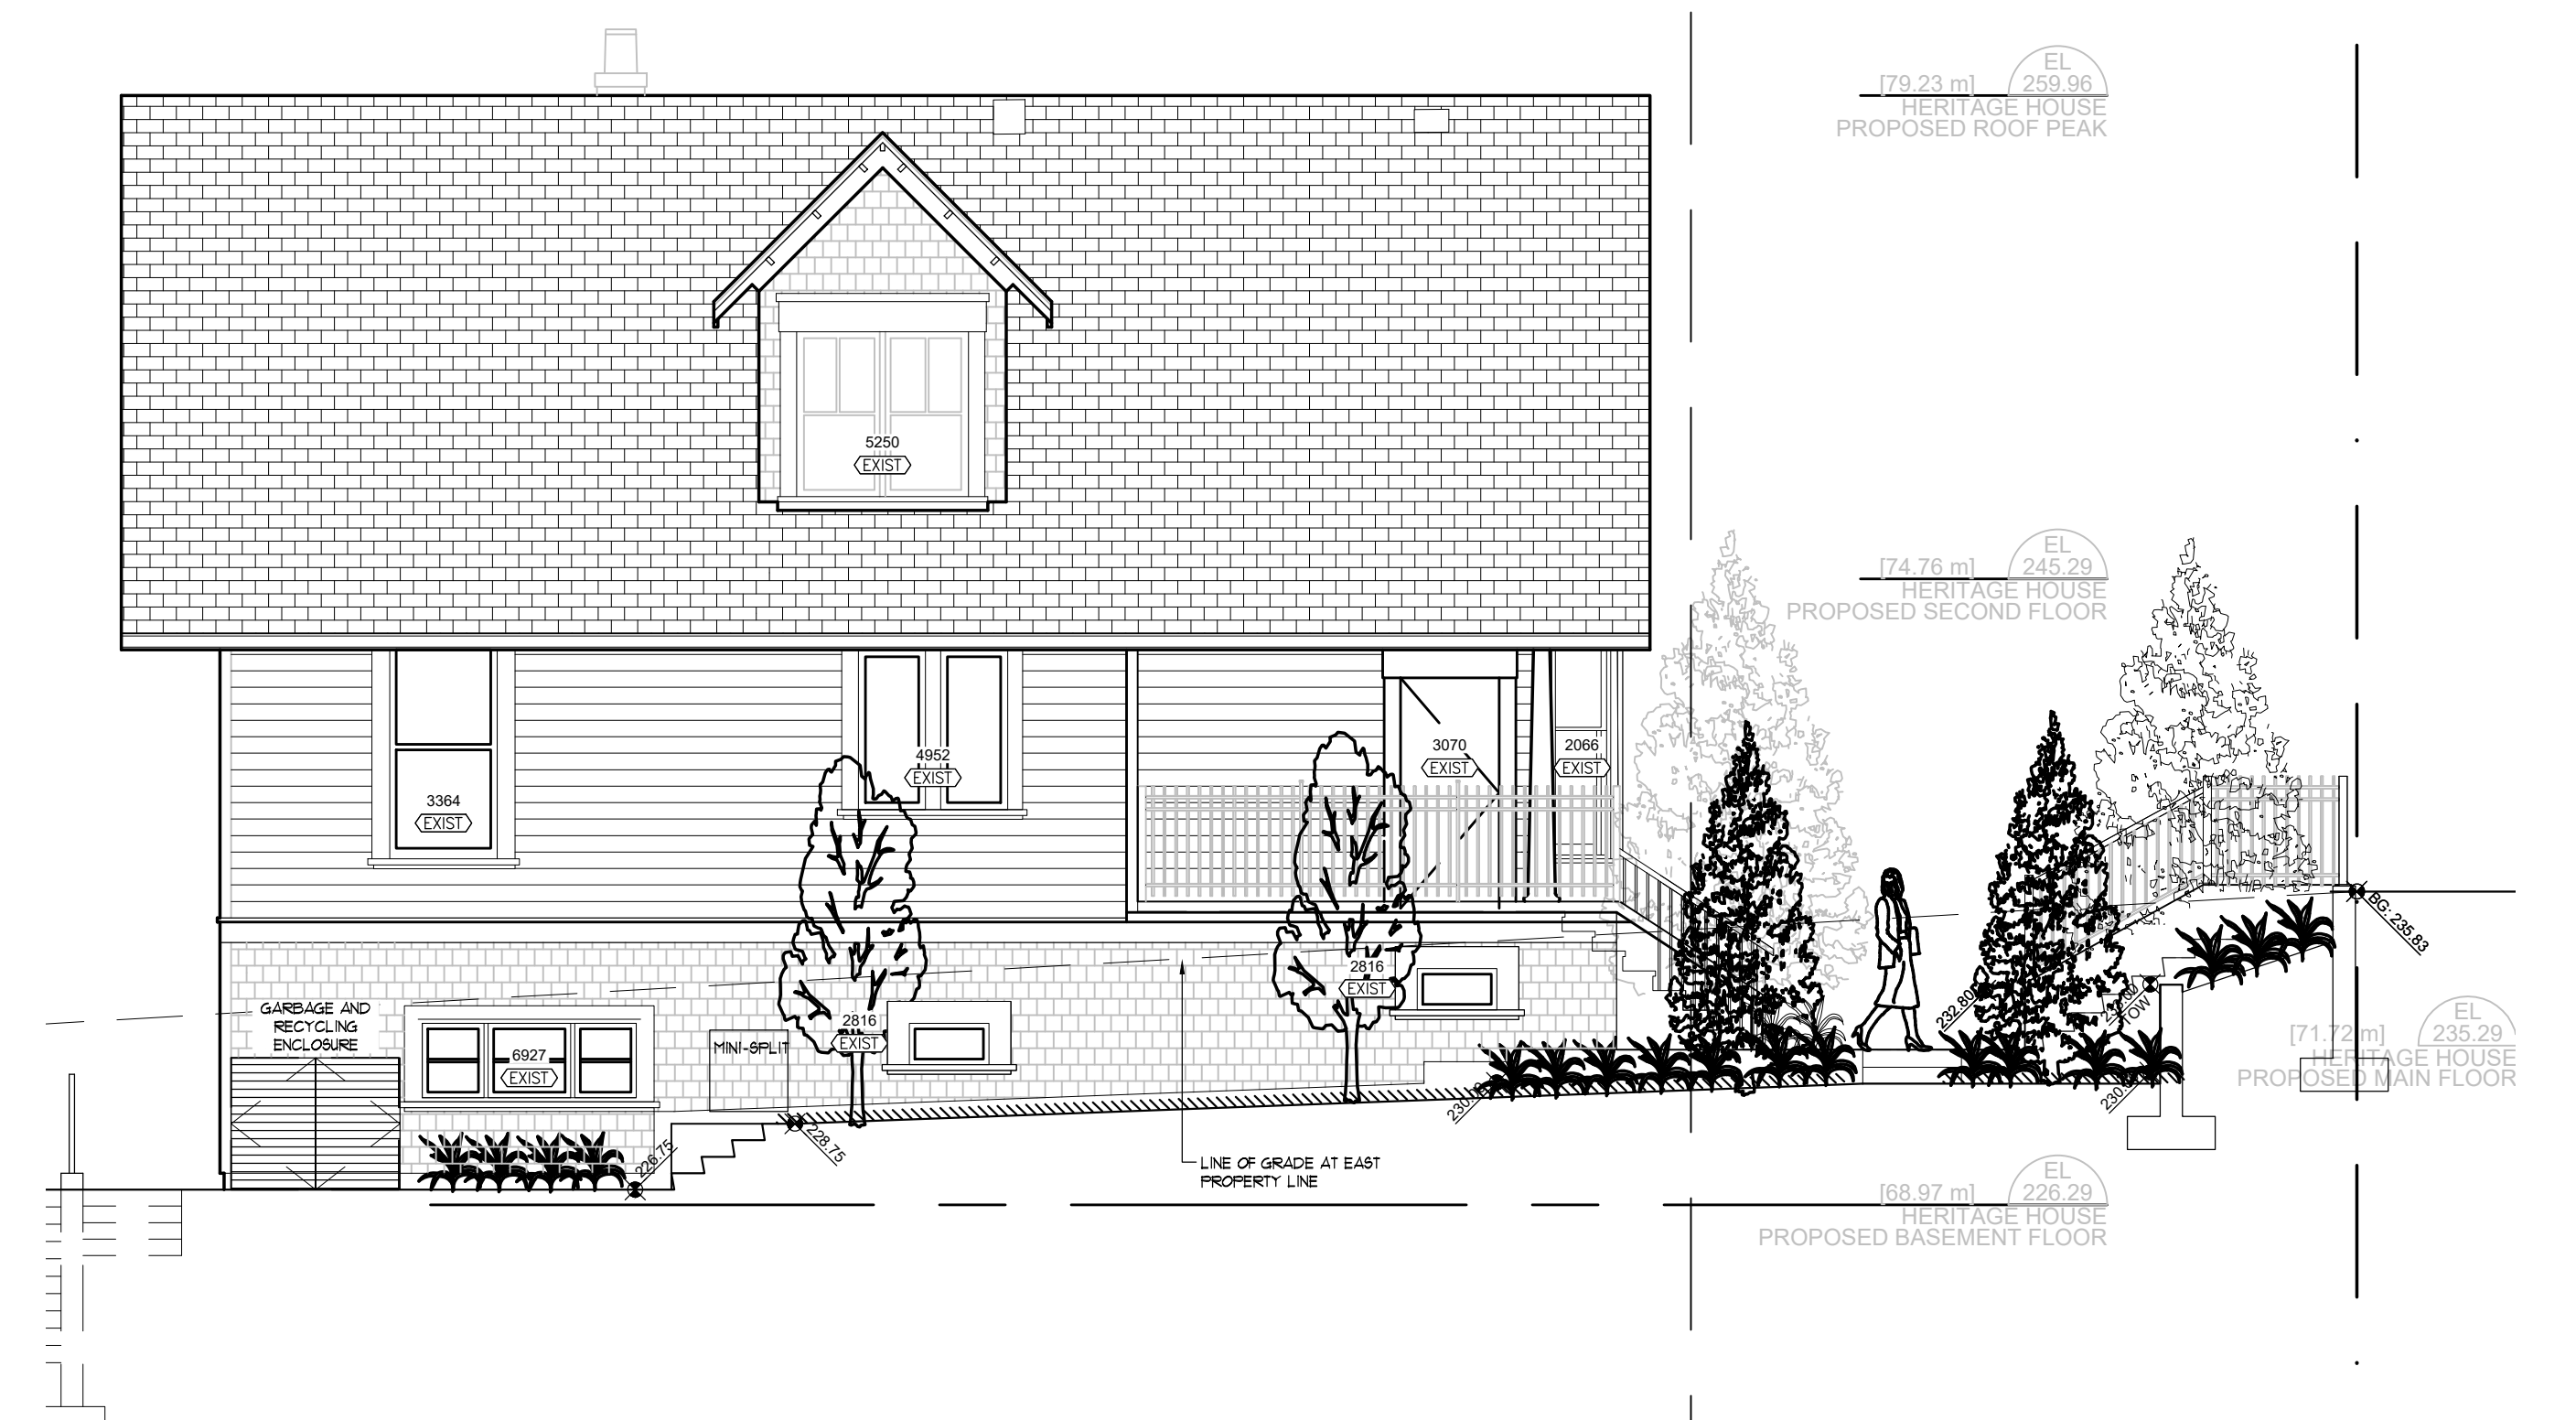 EL
[79.23 m] 259.96
HERITAGE HOUSE
PROPOSED ROOF PEAK
5250
EXIST
EL
[74.76 m] 245.29
HERITAGE HOUSE
PROPOSED SECOND FLOOR
3364
EXIST
4952
EXIST
3070
EXIST
2066
EXIST
BG: 235.83
2816
EXIST
232.80
TOW
GARBAGE AND
RECYCLING
ENCLOSURE
MINI-SPLIT
2816
EXIST
6927
EXIST
EL
[71.72 m] 235.29
HERITAGE HOUSE
PROPOSED MAIN FLOOR
226.75
228.75
LINE OF GRADE AT EAST
PROPERTY LINE
EL
[68.97 m] 226.29
HERITAGE HOUSE
PROPOSED BASEMENT FLOOR